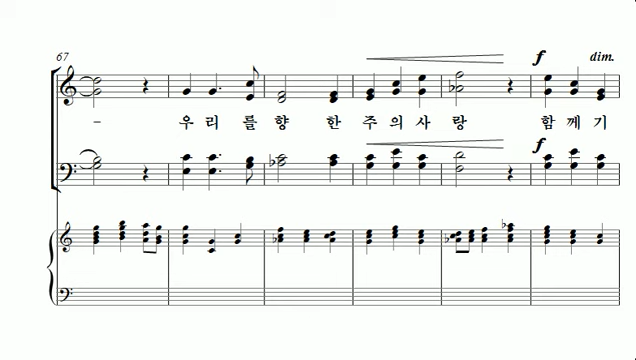 67
f dim.
- 우 리 를 향 한 주 의 사 랑 함 께 기
f